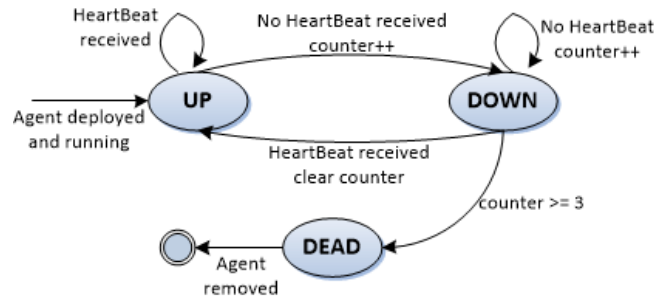 HeartBeat
received
No HeartBeat received
counter++
No HeartBeat
counter++
UP
DOWN
Agent deployed
and running
HeartBeat received
clear counter
counter >= 3
DEAD
Agent
removed